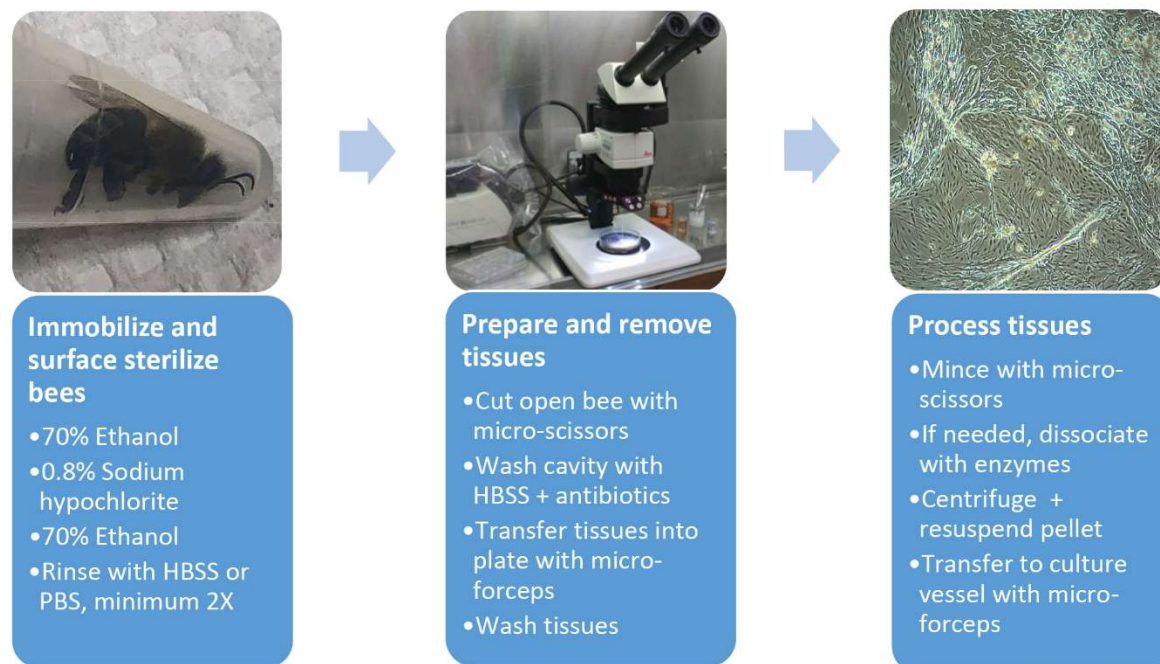 Immobilize and
surface sterilize
bees
•70% Ethanol
•0.8% Sodium
hypochlorite
•70% Ethanol
•Rinse with HBSS or
PBS, minimum 2X
Prepare and remove
tissues
•Cut open bee with
micro-scissors
•Wash cavity with
HBSS + antibiotics
•Transfer tissues into
plate with micro-
forceps
•Wash tissues
Process tissues
•Mince with micro-
scissors
•If needed, dissociate
with enzymes
•Centrifuge +
resuspend pellet
•Transfer to culture
vessel with micro-
forceps